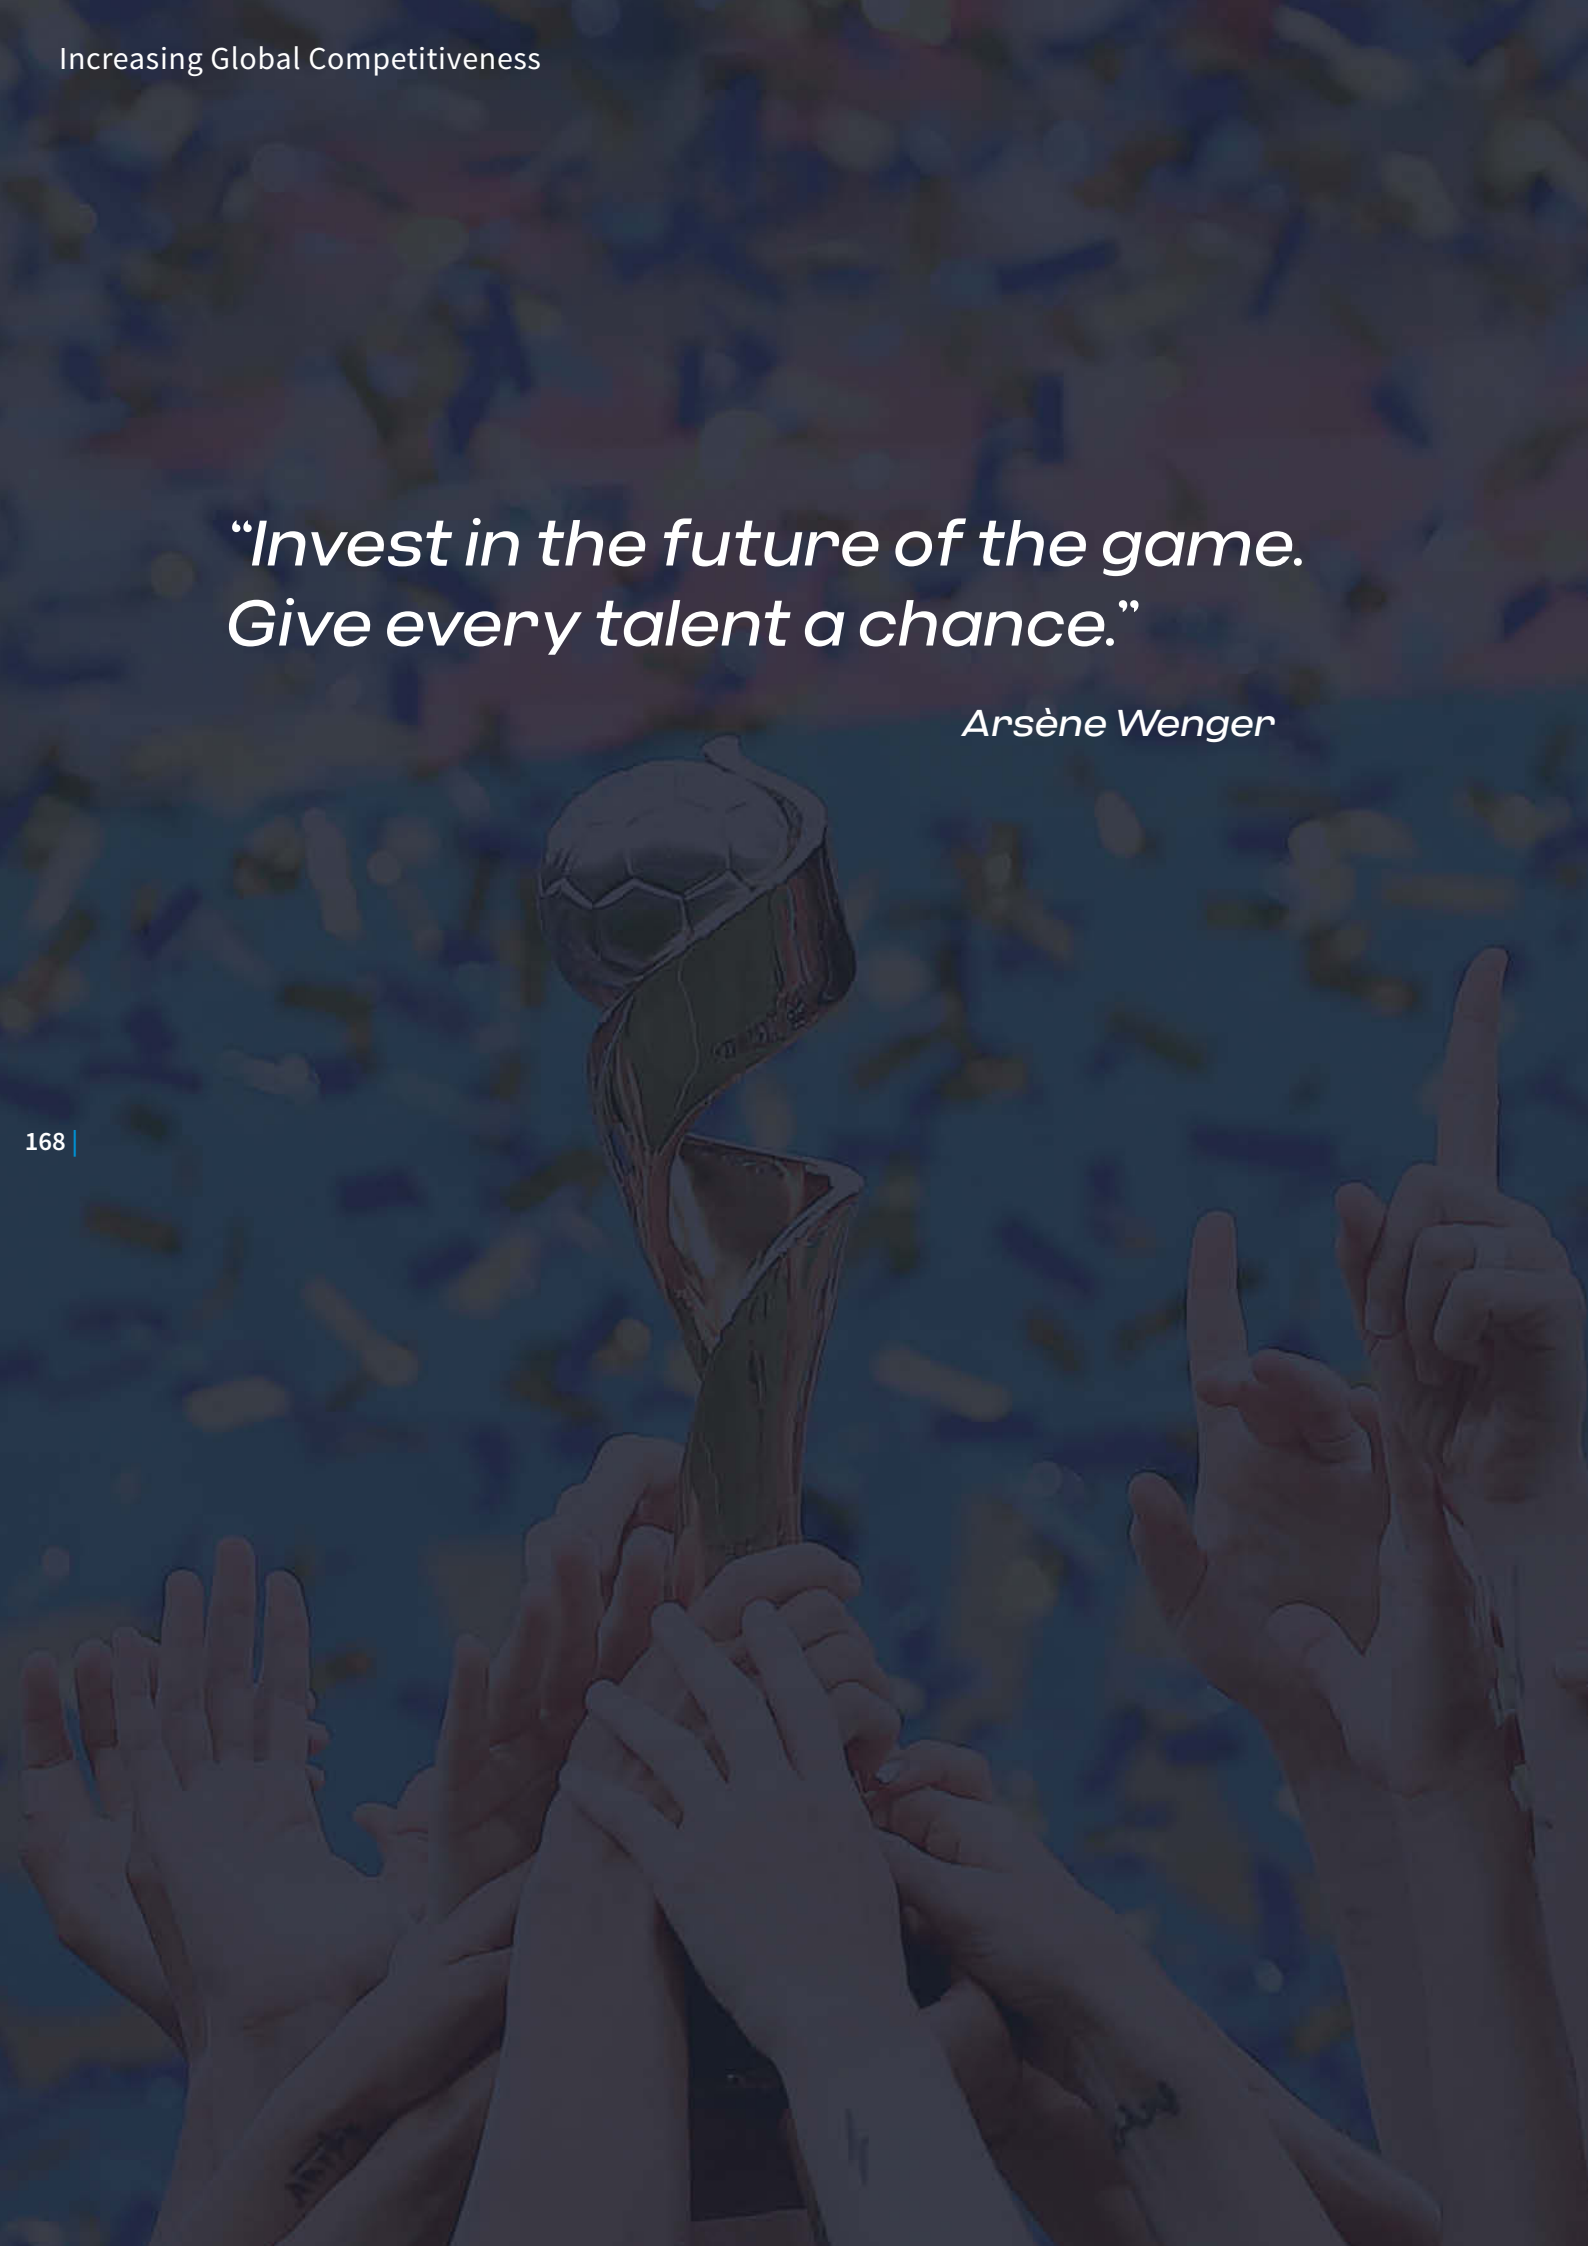 Increasing Global Competitiveness
“Invest in the future of the game.
Give every talent a chance.”
Arsène Wenger
168 |